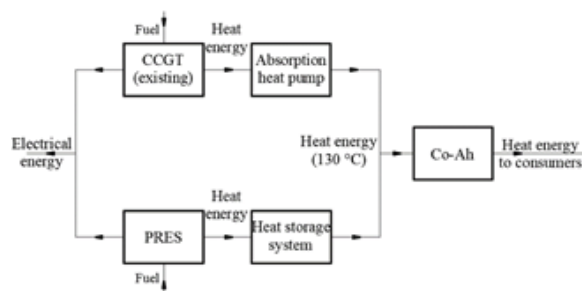 Fuel
Heat
energy
CCGT
(existing)
Absorption
heat pump
Electrical
energy
Heat energy
(130 °C)
Co-Ah
Heat energy
to consumers
Heat
energy
PRES
Heat storage
system
Fuel